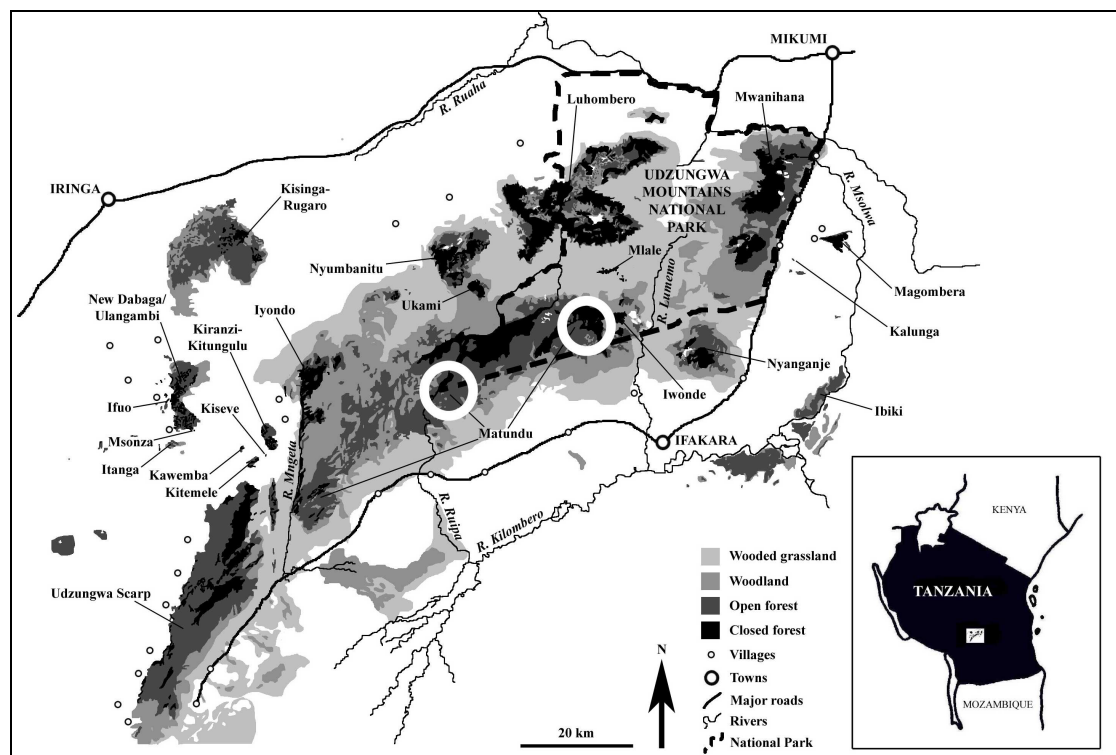 MIKUMI
R. Ruaha
Luhombero
Mwanihana
IRINGA
Kisinga-
Rugaro
UDZUNGWA
MOUNTAINS
NATIONAL
PARK
R. Msolwa
Nyumbanitu
Mlale
Ukami
R. Lumemo
Magombera
New Dabaga/
Ulangambi
Iyondo
Kiranzi-
Kitungulu
Kalunga
Nyanganje
Ifuo
Kiseve
Iwonde
Ibiki
Msonza
Matundu
IFAKARA
Itanga
Kawemba
Kitemele
R. Mngeta
R. Ruipa
R. Kilombero
Udzungwa Scarp
Wooded grassland
Woodland
Open forest
Closed forest
Villages
Towns
Major roads
Rivers
National Park
N
20 km
KENYA
TANZANIA
MOZAMBIQUE